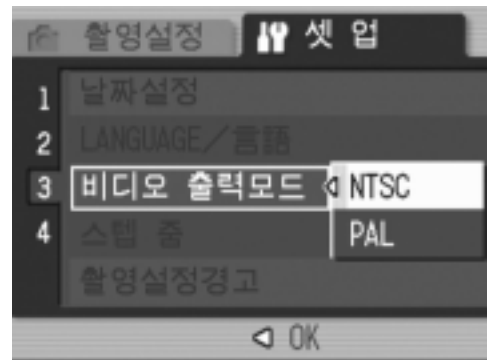 촬영설정 셋 업
1 날짜설정
2 LANGUAGE/言語
3 비디오 출력모드 NTSC
4 스텝 줌 PAL
촬영설정경고
OK